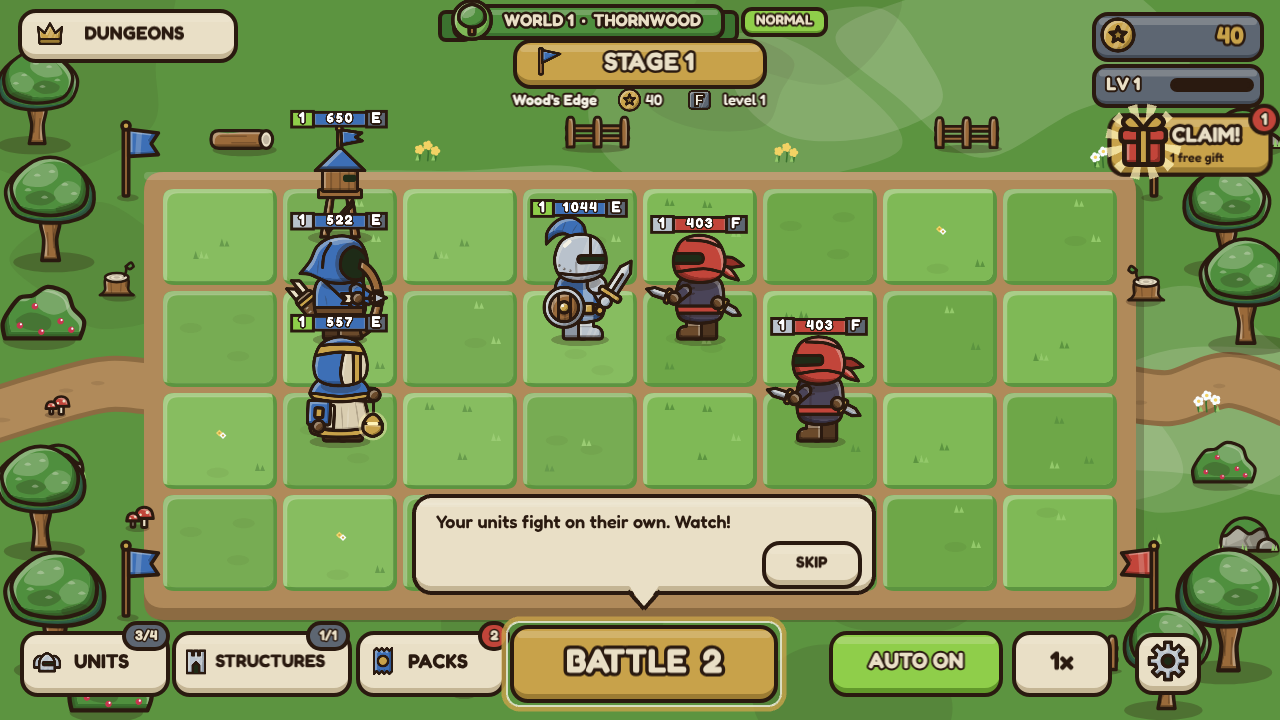 DUNGEONS
WORLD 1 • THORNWOOD
NORMAL
STAGE 1
Wood's Edge 40 F level 1
40
LV 1
CLAIM!
1
1 free gift
1 650 E
1 522 E
1 1044 E
1 403 F
1 557 E
1 403 F
Your units fight on their own. Watch!
SKIP
UNITS 3/4
STRUCTURES 1/1
PACKS 2
BATTLE 2
AUTO ON
1x